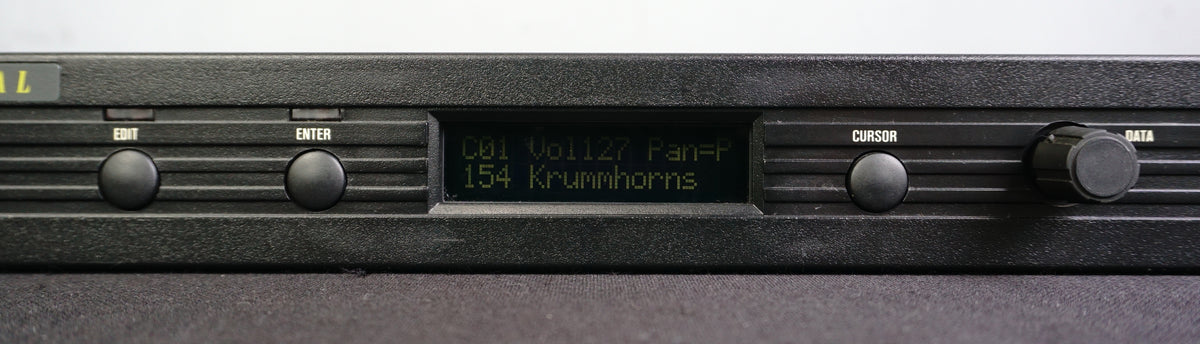 AL
EDIT
ENTER
C01 Vol127 Pan=P
154 Krummhorns
CURSOR
DATA